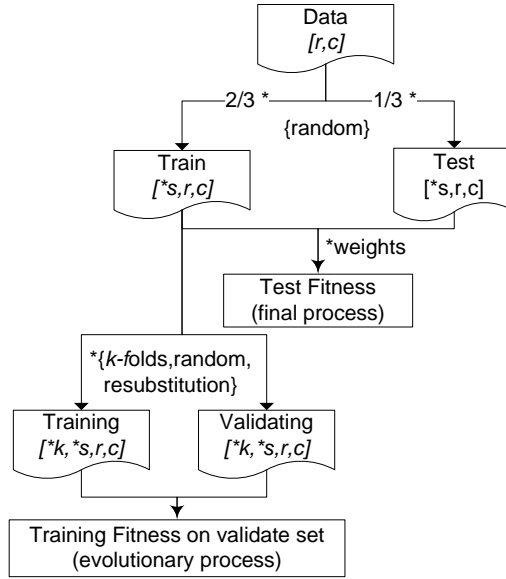 Data
[r,c]
2/3 *
1/3 *
{random}
Train
[*s,r,c]
Test
[*s,r,c]
*weights
Test Fitness
(final process)
*{k-folds,random,
resubstitution}
Training
[*k,*s,r,c]
Validating
[*k,*s,r,c]
Training Fitness on validate set
(evolutionary process)